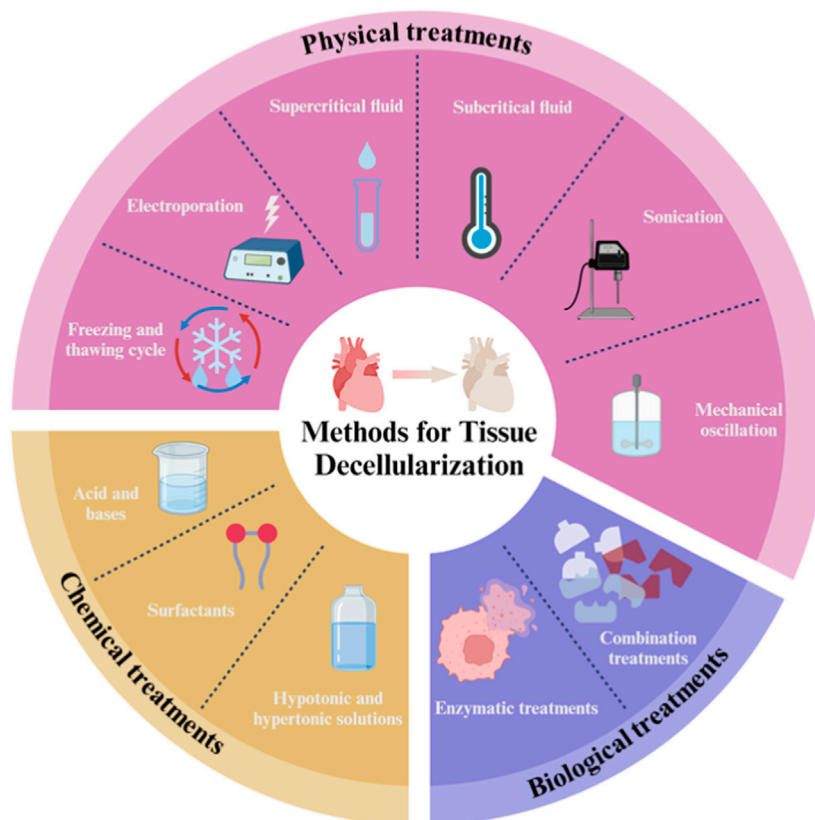 Physical treatments
Supercritical fluid
Subcritical fluid
Electroporation
Sonication
Freezing and
thawing cycle
Mechanical
oscillation
Methods for Tissue
Decellularization
Acid and
bases
Surfactants
Hypotonic and
hypertonic solutions
Chemical treatments
Combination
treatments
Enzymatic treatments
Biological treatments